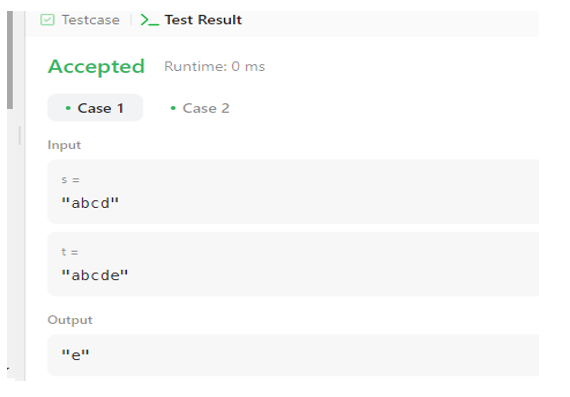 Testcase | >_ Test Result
Accepted Runtime: 0 ms
• Case 1 • Case 2
Input
s =
"abcd"
t =
"abcde"
Output
"e"